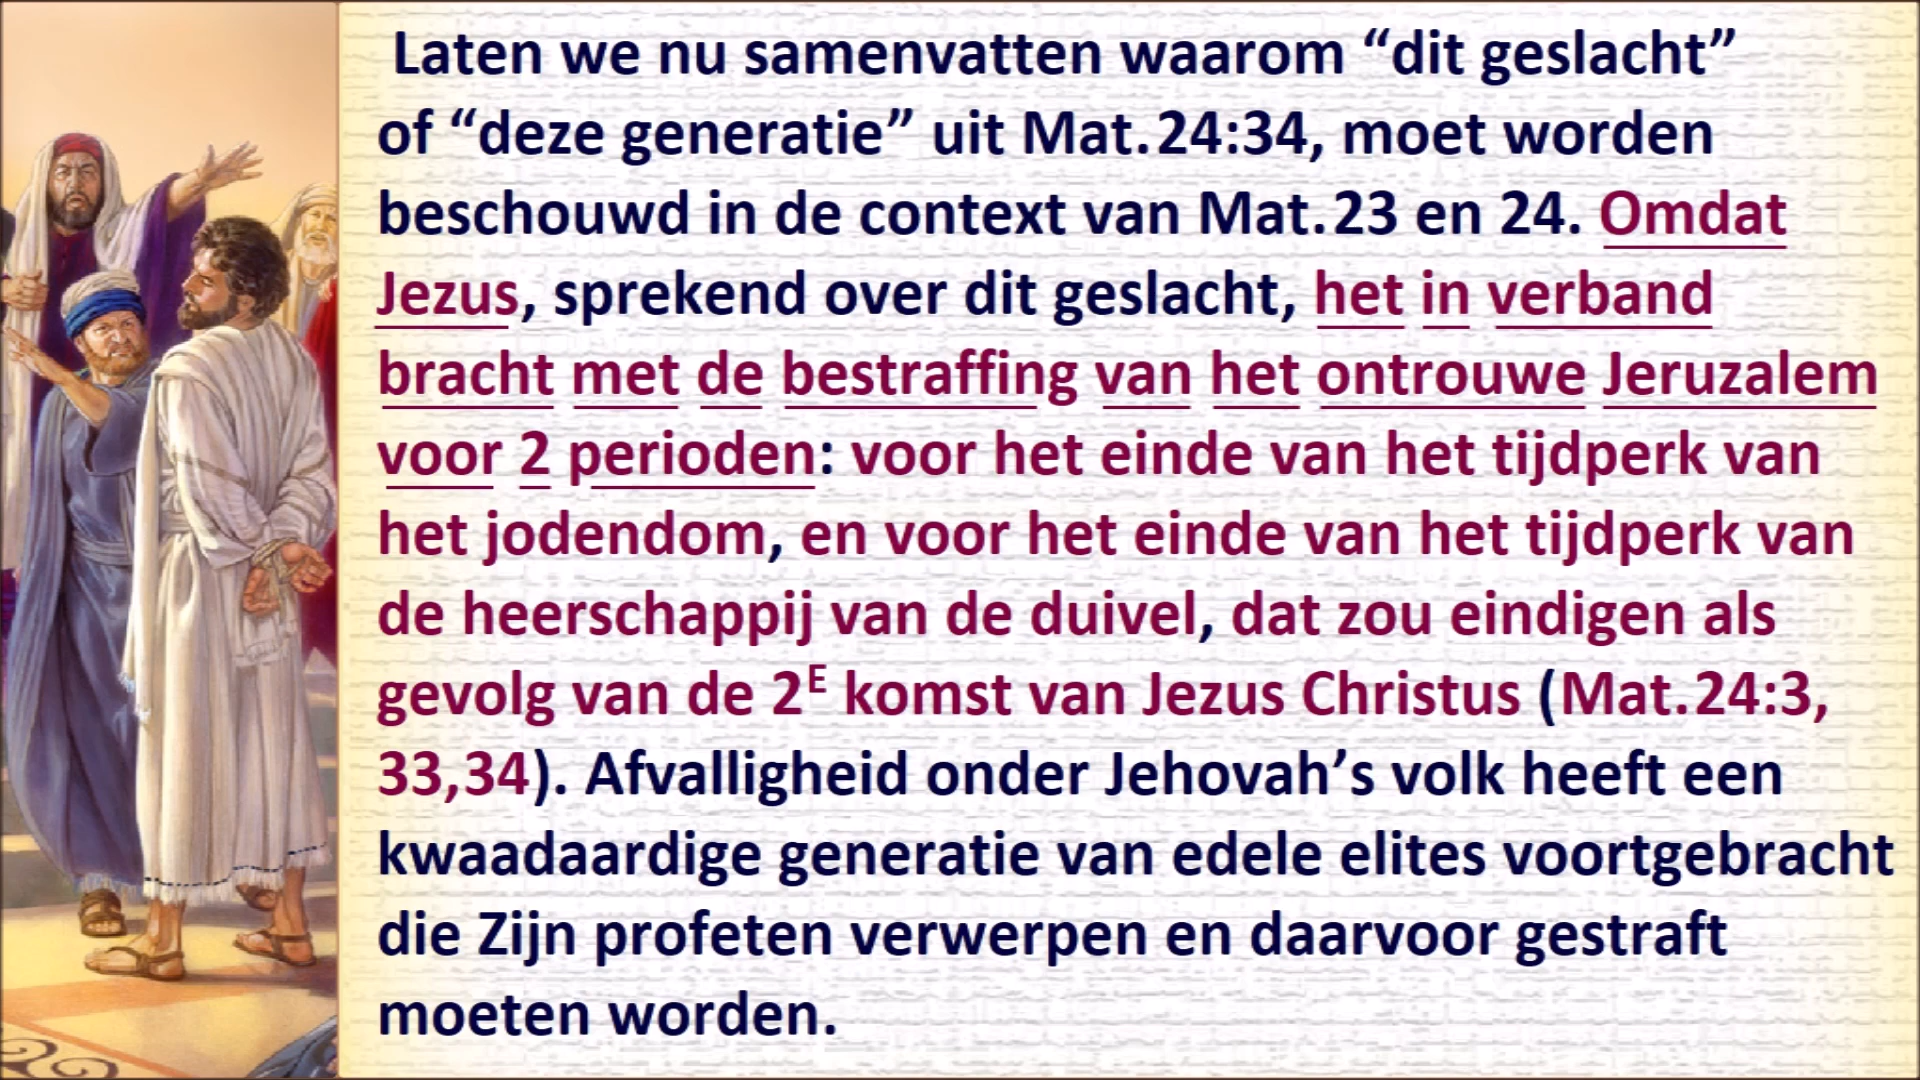 Laten we nu samenvatten waarom “dit geslacht”
of “deze generatie” uit Mat.24:34, moet worden
beschouwd in de context van Mat.23 en 24. Omdat
Jezus, sprekend over dit geslacht, het in verband
bracht met de bestraffing van het ontrouwe Jeruzalem
voor 2 perioden: voor het einde van het tijdperk van
het jodendom, en voor het einde van het tijdperk van
de heerschappij van de duivel, dat zou eindigen als
gevolg van de 2ᴱ komst van Jezus Christus (Mat.24:3,
33,34). Afvalligheid onder Jehovah’s volk heeft een
kwaadaardige generatie van edele elites voortgebracht
die Zijn profeten verwerpen en daarvoor gestraft
moeten worden.